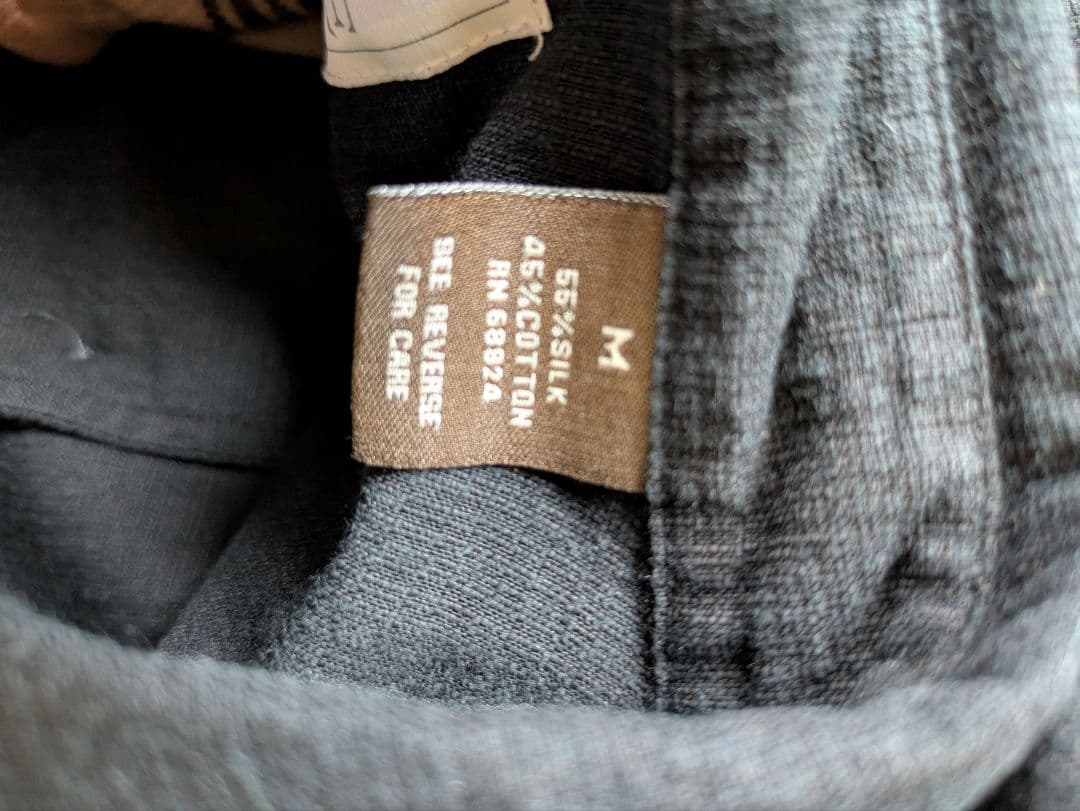 M
55%SILK
45%COTTON
RN 68924
SEE REVERSE
FOR CARE